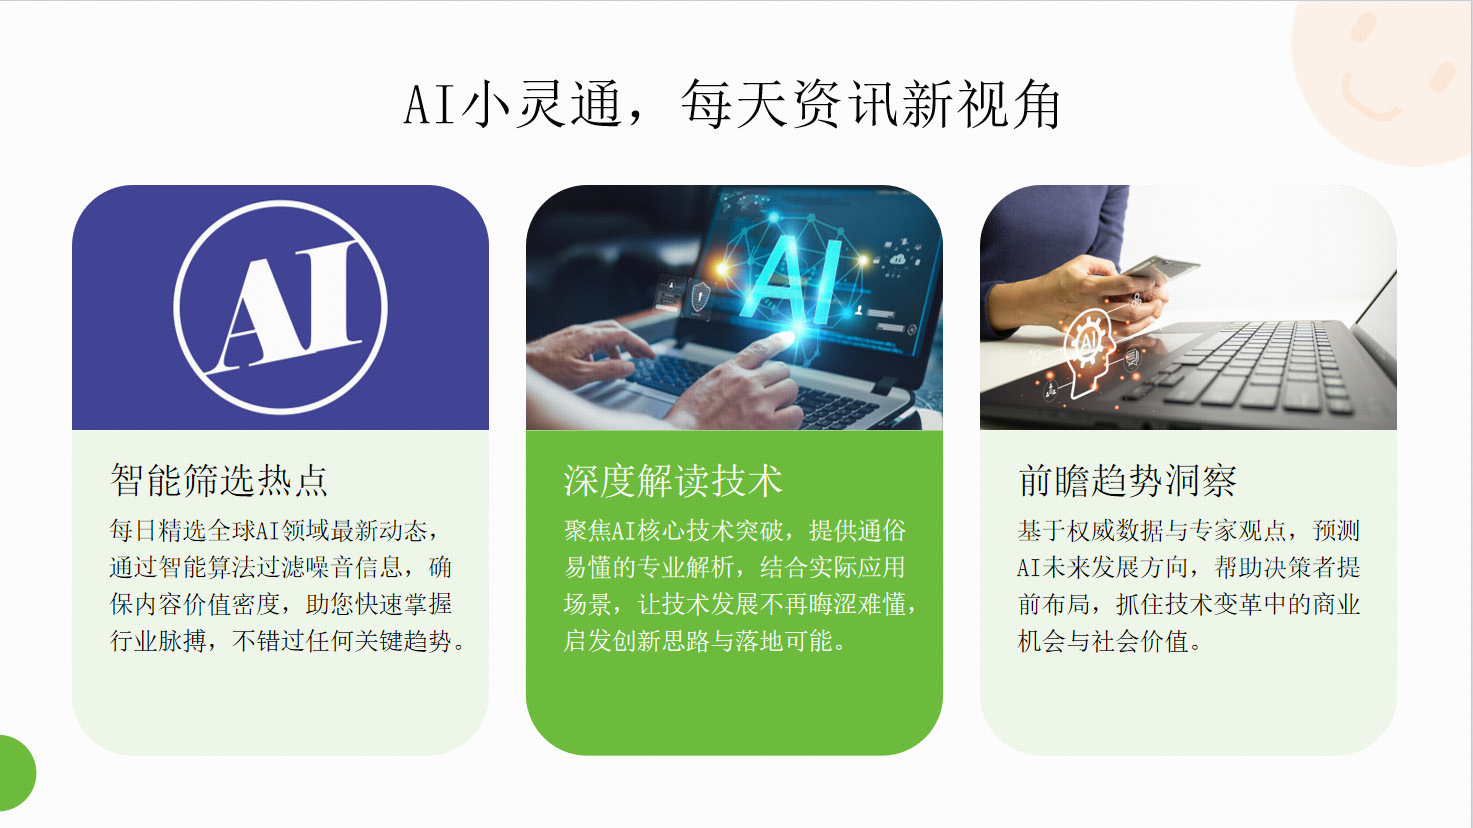 AI小灵通，每天资讯新视角
AI
AI
AI
智能筛选热点
每日精选全球AI领域最新动态，
通过智能算法过滤噪音信息，确
保内容价值密度，助您快速掌握
行业脉搏，不错过任何关键趋势。
深度解读技术
聚焦AI核心技术突破，提供通俗
易懂的专业解析，结合实际应用
场景，让技术发展不再晦涩难懂，
启发创新思路与落地可能。
前瞻趋势洞察
基于权威数据与专家观点，预测
AI未来发展方向，帮助决策者提
前布局，抓住技术变革中的商业
机会与社会价值。